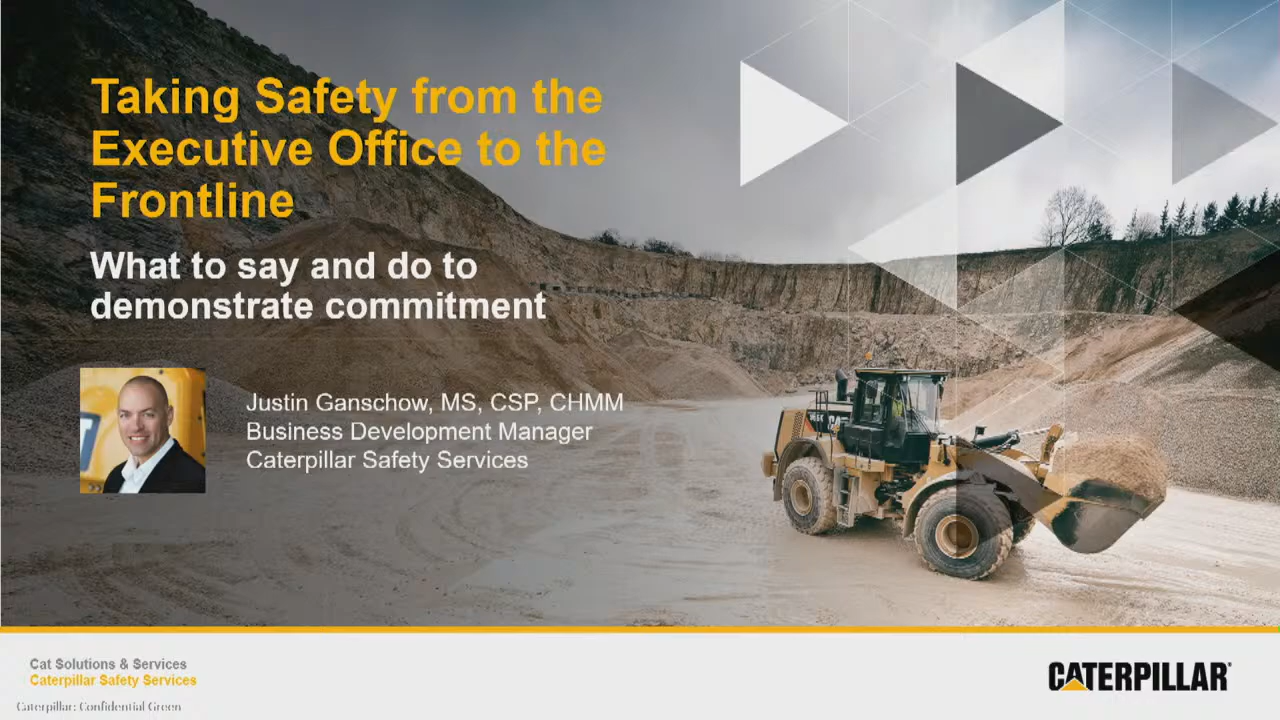 Taking Safety from the
Executive Office to the
Frontline
What to say and do to
demonstrate commitment
Justin Ganschow, MS, CSP, CHMM
Business Development Manager
Caterpillar Safety Services
CAT
Cat Solutions & Services
Caterpillar Safety Services
Caterpillar: Confidential Green
CATERPILLAR®